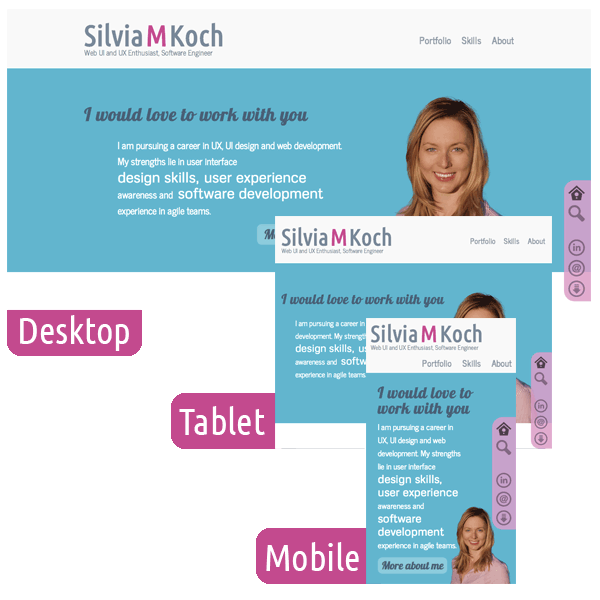 Silvia M Koch
Web UI and UX Enthusiast, Software Engineer
Portfolio Skills About
I would love to work with you
I am pursuing a career in UX, UI design and web development.
My strengths lie in user interface
design skills, user experience
awareness and software development
experience in agile teams.
Desktop
Silvia M Koch
Web UI and UX Enthusiast, Software Engineer
Portfolio Skills About
I would love to work with you
I am pursuing a career in
development. My strengths
design skills, us
awareness and softw
experience in agile teams.
Tablet
Silvia M Koch
Web UI and UX Enthusiast, Software Engineer
Portfolio Skills About
I would love to
work with you
I am pursuing a career in
UX, UI design and web
development. My strengths
lie in user interface
design skills,
user experience
awareness and
software
development
experience in agile teams.
More about me
Mobile